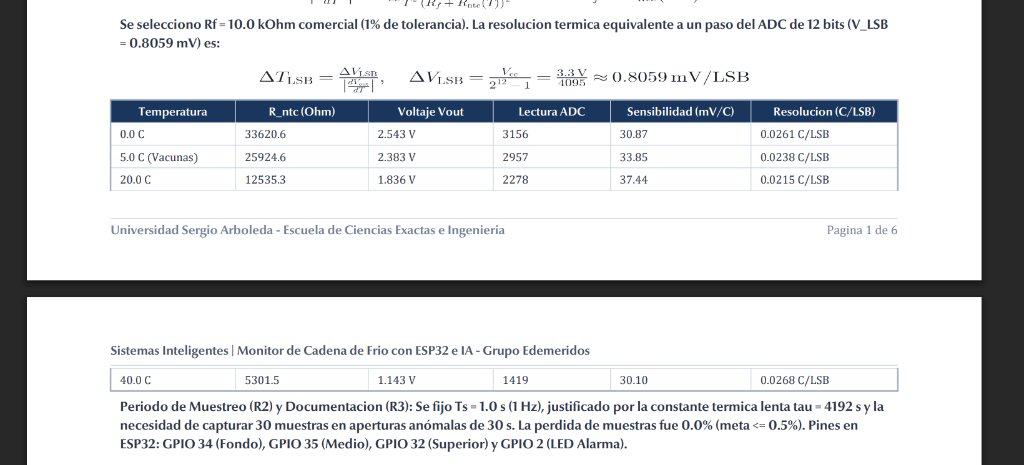 Se selecciono Rf = 10.0 kOhm comercial (1% de tolerancia). La resolucion termica equivalente a un paso del ADC de 12 bits (V_LSB
= 0.8059 mV) es:
ΔT_LSB = ΔV_LSB / |dV_out/dT|, ΔV_LSB = V_cc / (2^12 − 1) = 3.3 V / 4095 ≈ 0.8059 mV/LSB
Temperatura R_ntc (Ohm) Voltaje Vout Lectura ADC Sensibilidad (mV/C) Resolucion (C/LSB)
0.0 C 33620.6 2.543 V 3156 30.87 0.0261 C/LSB
5.0 C (Vacunas) 25924.6 2.383 V 2957 33.85 0.0238 C/LSB
20.0 C 12535.3 1.836 V 2278 37.44 0.0215 C/LSB
Universidad Sergio Arboleda - Escuela de Ciencias Exactas e Ingenieria Pagina 1 de 6
Sistemas Inteligentes | Monitor de Cadena de Frio con ESP32 e IA - Grupo Edemeridos
40.0 C 5301.5 1.143 V 1419 30.10 0.0268 C/LSB
Periodo de Muestreo (R2) y Documentacion (R3): Se fijo Ts = 1.0 s (1 Hz), justificado por la constante termica lenta tau = 4192 s y la
necesidad de capturar 30 muestras en aperturas anómalas de 30 s. La perdida de muestras fue 0.0% (meta <= 0.5%). Pines en
ESP32: GPIO 34 (Fondo), GPIO 35 (Medio), GPIO 32 (Superior) y GPIO 2 (LED Alarma).